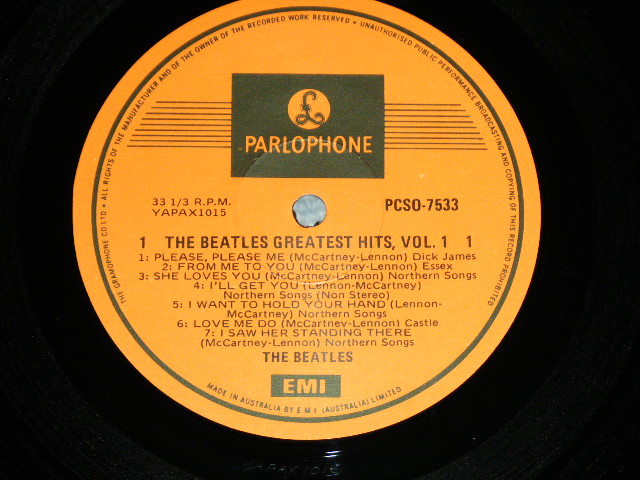 THE GRAMOPHONE CO LTD • ALL RIGHTS OF THE MANUFACTURER AND OF THE OWNER OF THE RECORDED WORK RESERVED • UNAUTHORISED PUBLIC PERFORMANCE BROADCASTING AND COPYING OF THIS RECORD PROHIBITED
£
PARLOPHONE
33 1/3 R.P.M.
YAPAX1015
PCSO-7533
1 THE BEATLES GREATEST HITS, VOL. 1 1
1: PLEASE, PLEASE ME (McCartney-Lennon) Dick James
2: FROM ME TO YOU (McCartney-Lennon) Essex
3: SHE LOVES YOU (McCartney-Lennon) Northern Songs
4: I'LL GET YOU (Lennon-McCartney)
Northern Songs (Non Stereo)
5: I WANT TO HOLD YOUR HAND (Lennon-
McCartney) Northern Songs
6: LOVE ME DO (McCartney-Lennon) Castle
7: I SAW HER STANDING THERE
(McCartney-Lennon) Northern Songs
THE BEATLES
EMI
MADE IN AUSTRALIA BY E M I (AUSTRALIA) LIMITED